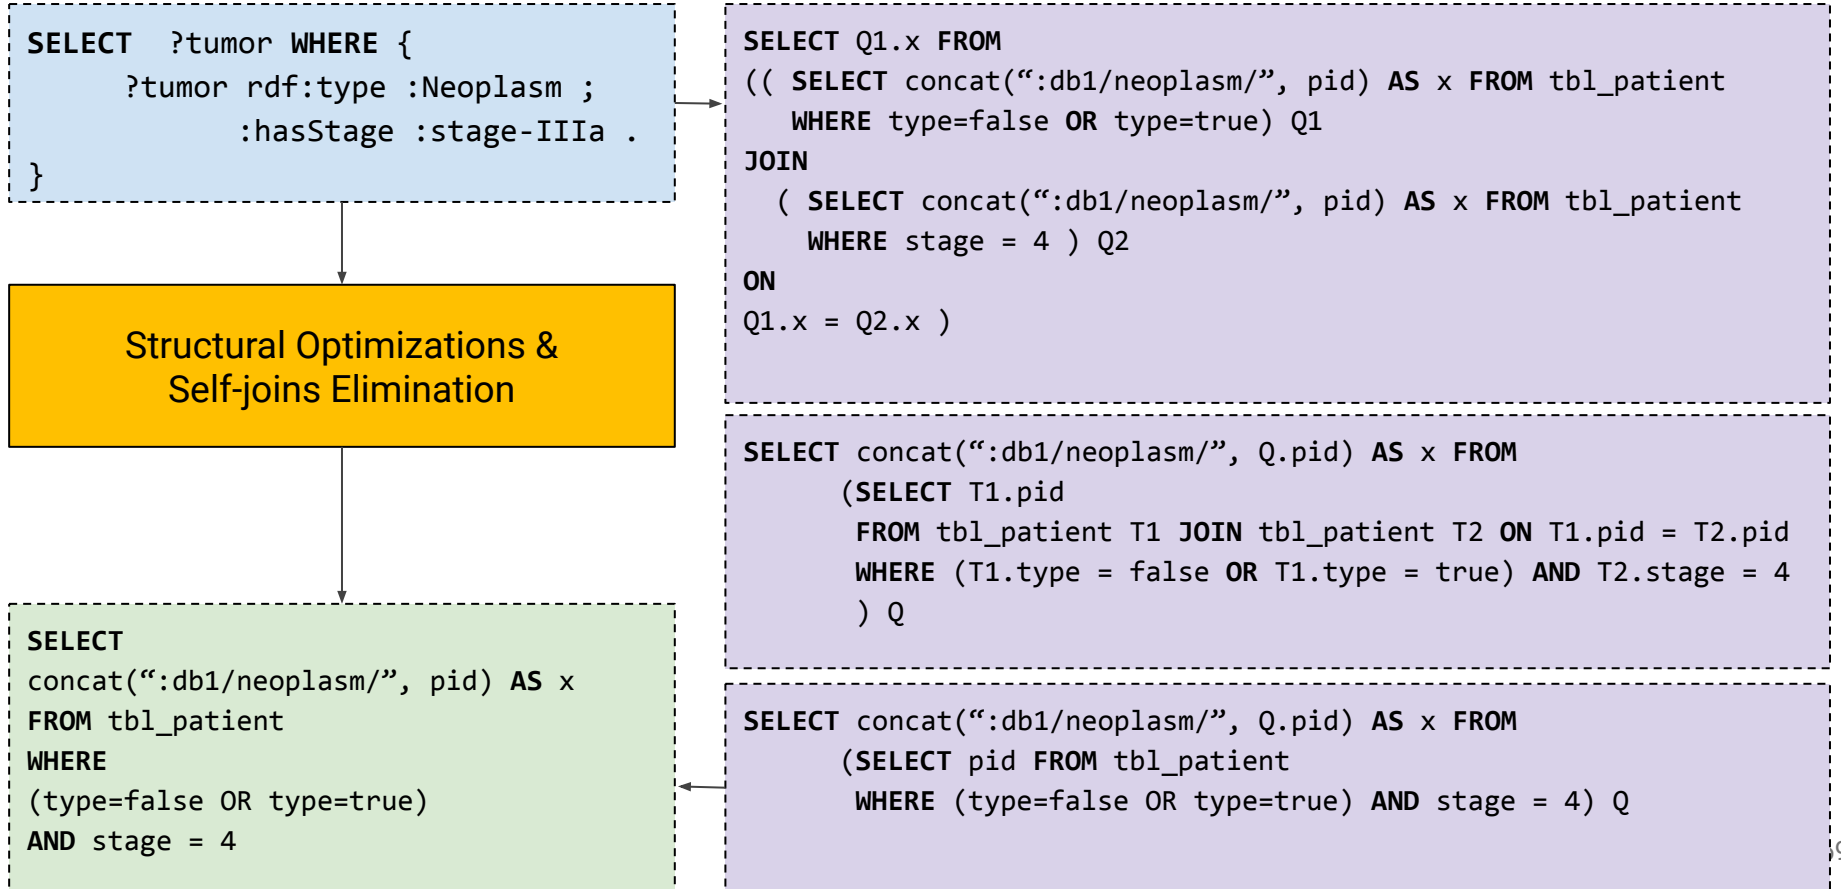 SELECT ?tumor WHERE {
?tumor rdf:type :Neoplasm ;
:hasStage :stage-IIIa .
}
Structural Optimizations &
Self-joins Elimination
SELECT
concat(“:db1/neoplasm/”, pid) AS x
FROM tbl_patient
WHERE
(type=false OR type=true)
AND stage = 4
SELECT Q1.x FROM
(( SELECT concat(“:db1/neoplasm/”, pid) AS x FROM tbl_patient
WHERE type=false OR type=true) Q1
JOIN
( SELECT concat(“:db1/neoplasm/”, pid) AS x FROM tbl_patient
WHERE stage = 4 ) Q2
ON
Q1.x = Q2.x )
SELECT concat(“:db1/neoplasm/”, Q.pid) AS x FROM
(SELECT T1.pid
FROM tbl_patient T1 JOIN tbl_patient T2 ON T1.pid = T2.pid
WHERE (T1.type = false OR T1.type = true) AND T2.stage = 4
) Q
SELECT concat(“:db1/neoplasm/”, Q.pid) AS x FROM
(SELECT pid FROM tbl_patient
WHERE (type=false OR type=true) AND stage = 4) Q